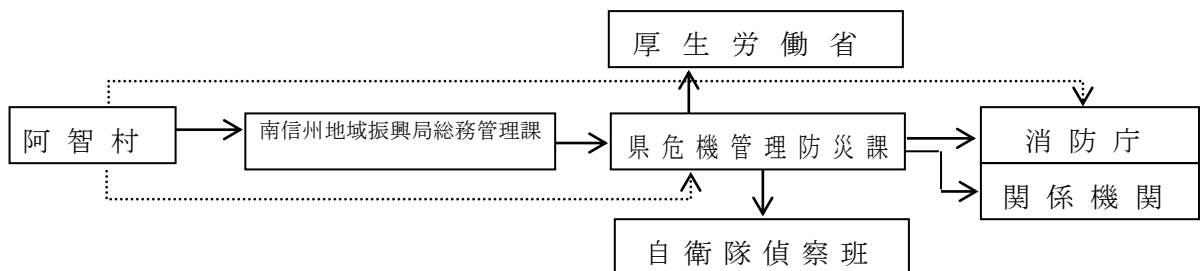 厚生労働省
阿智村
南信州地域振興局総務管理課
県危機管理防災課
消防庁
関係機関
自衛隊偵察班